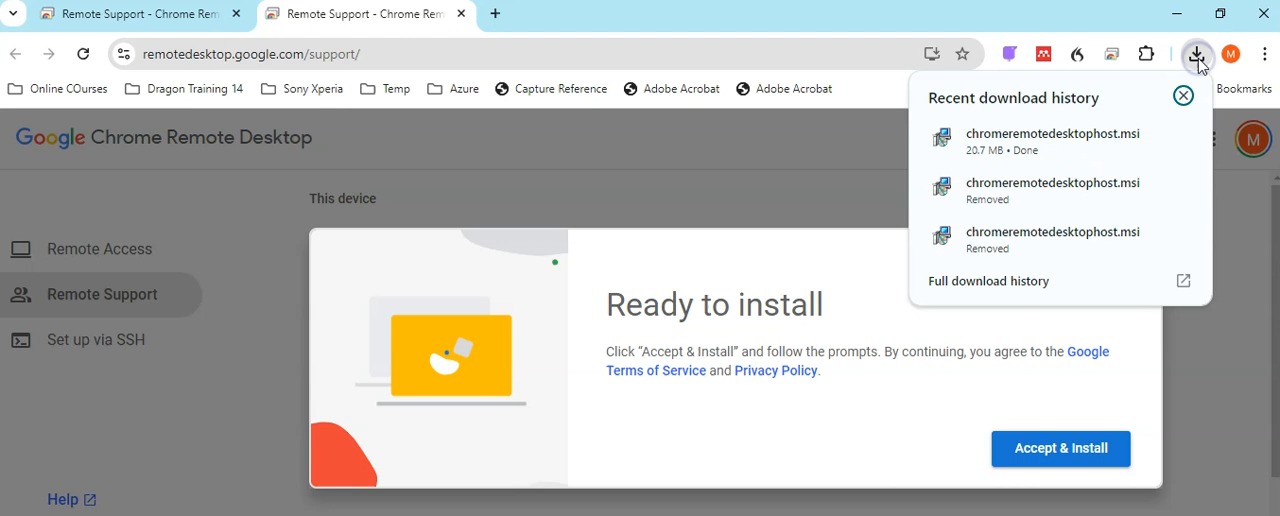 Remote Support - Chrome Rem
Remote Support - Chrome Rem
remotedesktop.google.com/support/
M
Online COurses
Dragon Training 14
Sony Xperia
Temp
Azure
Capture Reference
Adobe Acrobat
Adobe Acrobat
Bookmarks
Google Chrome Remote Desktop
M
Recent download history
chromeremotedesktophost.msi
20.7 MB • Done
chromeremotedesktophost.msi
Removed
chromeremotedesktophost.msi
Removed
Full download history
This device
Remote Access
Remote Support
Set up via SSH
Help
Ready to install
Click “Accept & Install” and follow the prompts. By continuing, you agree to the Google
Terms of Service and Privacy Policy.
Accept & Install